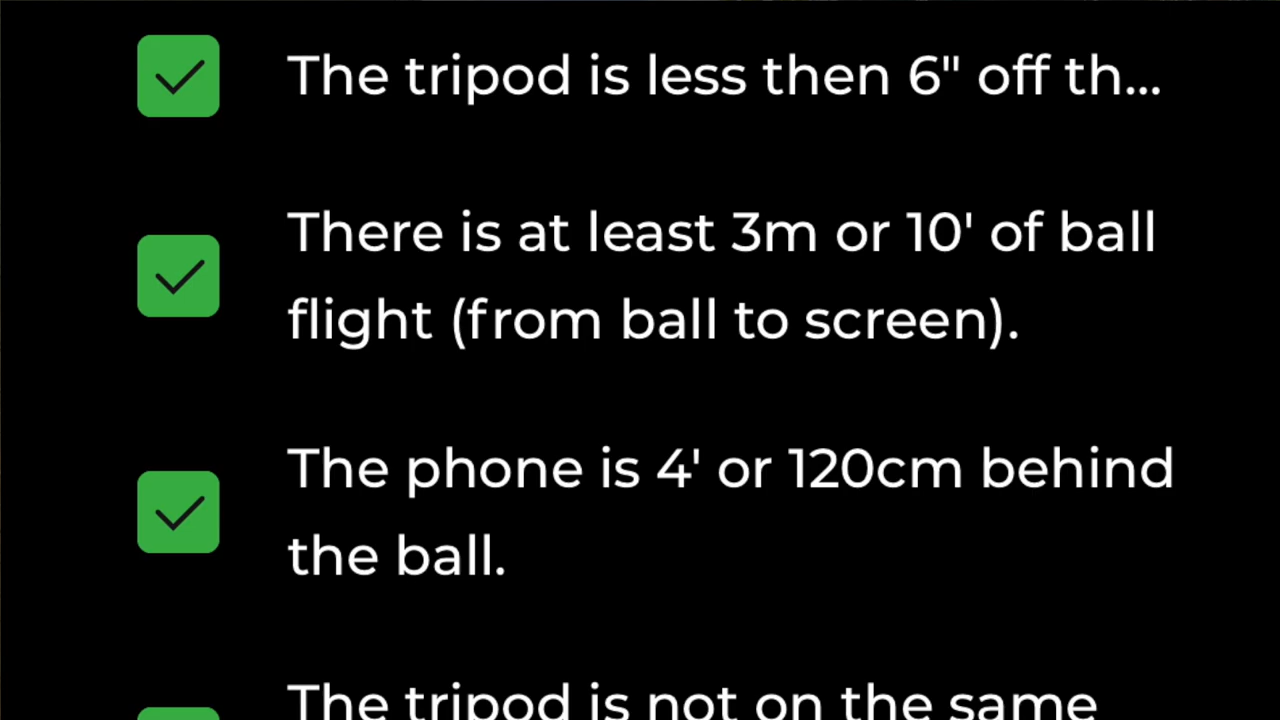 The tripod is less then 6" off th...
There is at least 3m or 10' of ball
flight (from ball to screen).
The phone is 4' or 120cm behind
the ball.
The tripod is not on the same